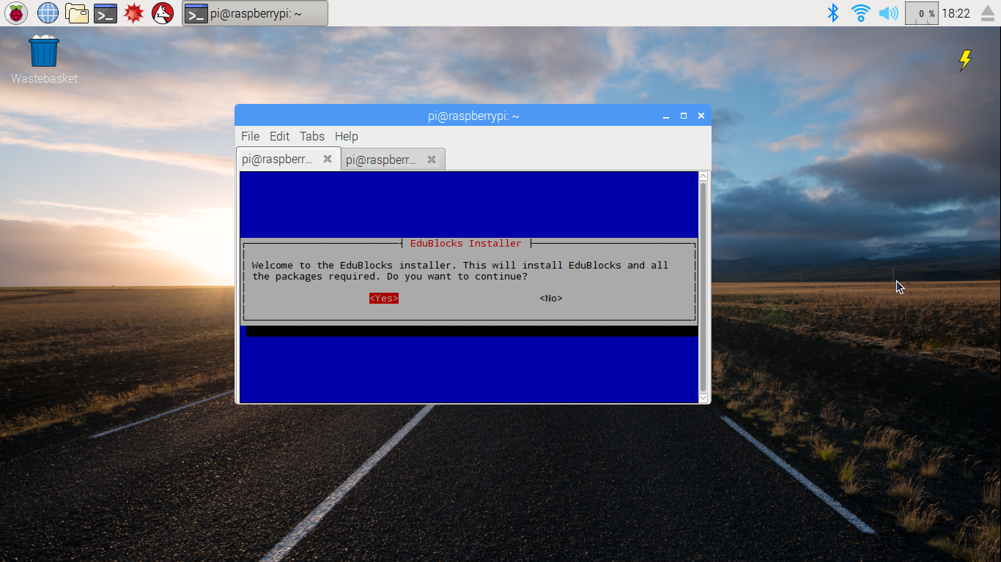 pi@raspberrypi: ~
0 %
18:22
Wastebasket
pi@raspberrypi: ~
File Edit Tabs Help
pi@raspberr...
pi@raspberr...
EduBlocks Installer
Welcome to the EduBlocks installer. This will install EduBlocks and all
the packages required. Do you want to continue?
<Yes> <No>